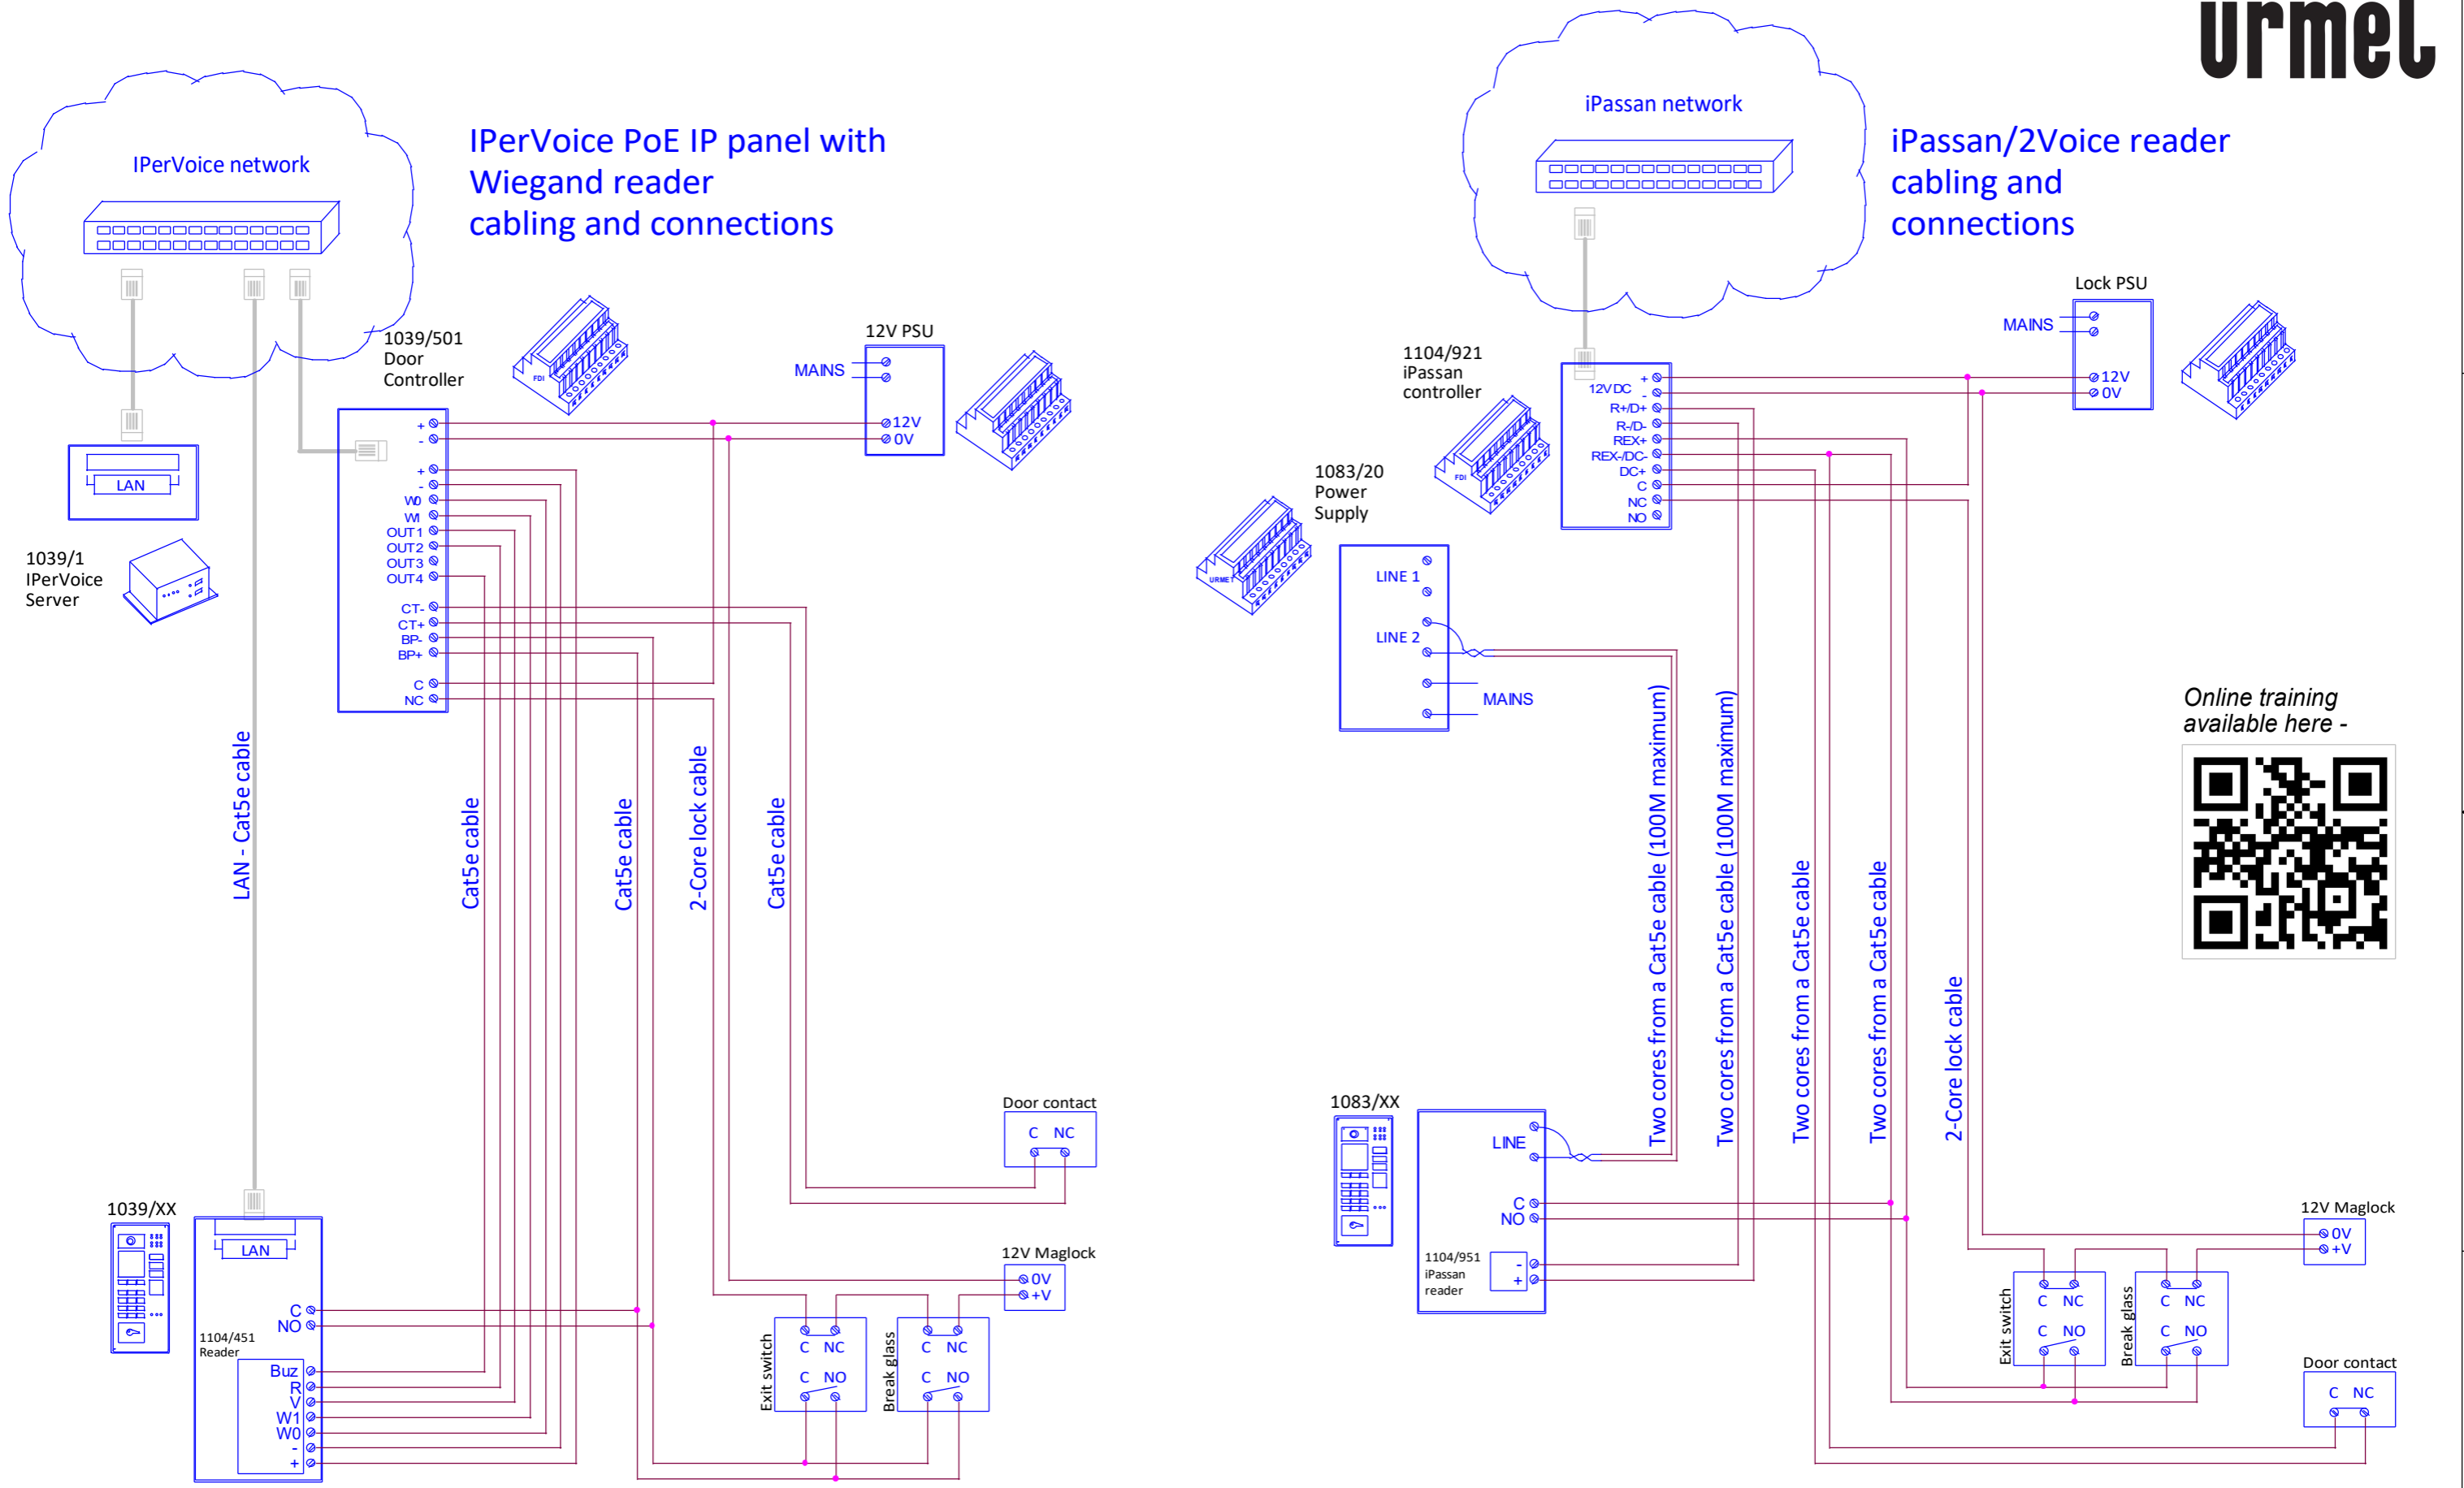 urmet
IPerVoice network
IPerVoice PoE IP panel with
Wiegand reader
cabling and connections
1039/501
Door
Controller
FDI
12V PSU
MAINS
12V
0V
LAN
1039/1
IPerVoice
Server
+
-
+
-
W0
W1
OUT1
OUT2
OUT3
OUT4
CT-
CT+
BP-
BP+
C
NC
LAN - Cat5e cable
Cat5e cable
Cat5e cable
2-Core lock cable
Cat5e cable
Door contact
C NC
12V Maglock
0V
+V
Exit switch
C NC
C NO
Break glass
C NC
C NO
1039/XX
LAN
C
NO
1104/451
Reader
Buz
R
V
W1
W0
-
+
iPassan network
iPassan/2Voice reader
cabling and
connections
Lock PSU
MAINS
12V
0V
1104/921
iPassan
controller
FDI
12V DC
+
-
R+/D+
R-/D-
REX+
REX-/DC-
DC+
C
NC
NO
1083/20
Power
Supply
URMET
LINE 1
LINE 2
MAINS
Two cores from a Cat5e cable (100M maximum)
Two cores from a Cat5e cable (100M maximum)
Two cores from a Cat5e cable
Two cores from a Cat5e cable
2-Core lock cable
Online training
available here -
1083/XX
LINE
C
NO
1104/951
iPassan
reader
-
+
12V Maglock
0V
+V
Exit switch
C NC
C NO
Break glass
C NC
C NO
Door contact
C NC